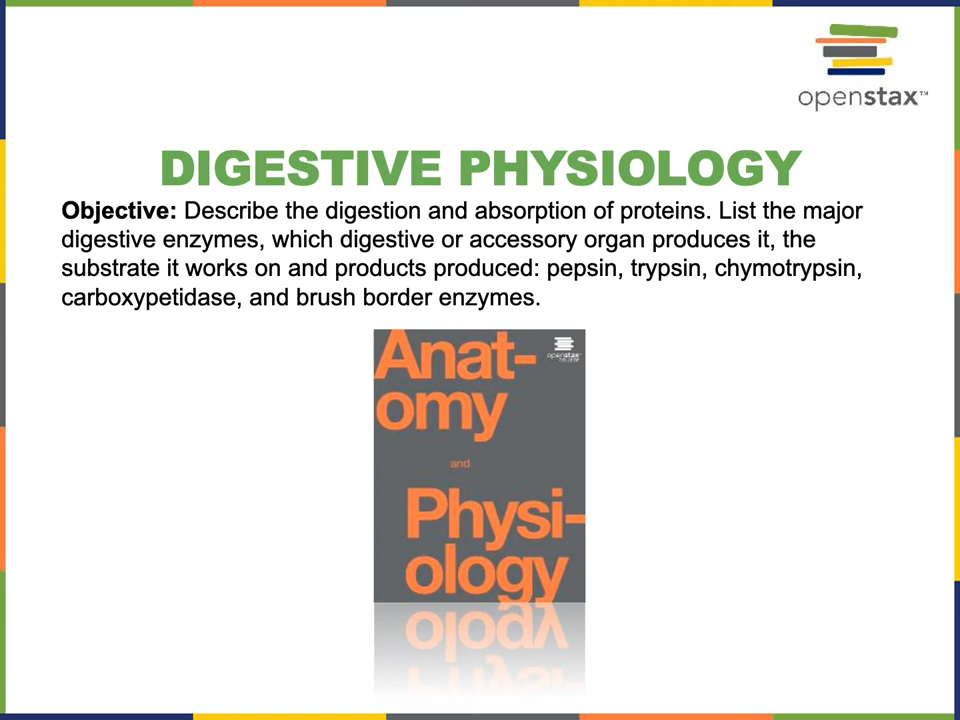 openstax™
DIGESTIVE PHYSIOLOGY
Objective: Describe the digestion and absorption of proteins. List the major
digestive enzymes, which digestive or accessory organ produces it, the
substrate it works on and products produced: pepsin, trypsin, chymotrypsin,
carboxypetidase, and brush border enzymes.
Anat-
openstax
COLLEGE
omy
and
Physi-
ology